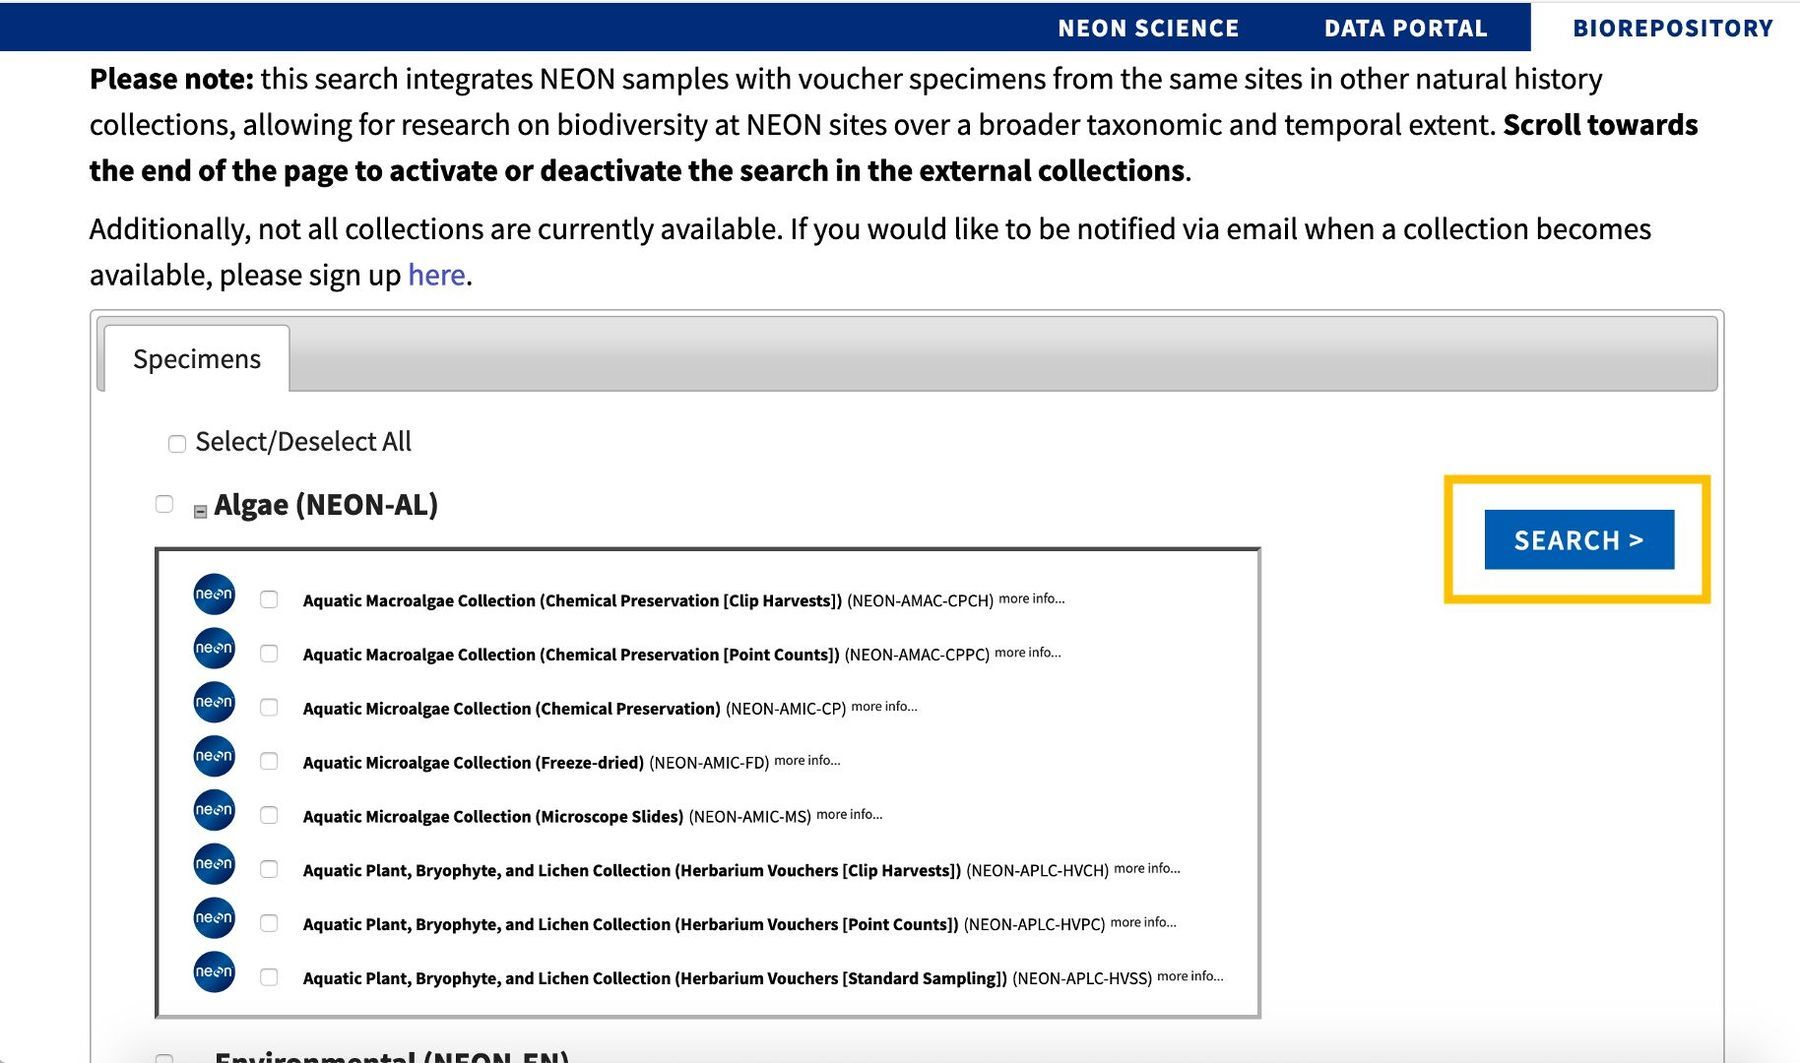 NEON SCIENCE DATA PORTAL BIOREPOSITORY
Please note: this search integrates NEON samples with voucher specimens from the same sites in other natural history
collections, allowing for research on biodiversity at NEON sites over a broader taxonomic and temporal extent. Scroll towards
the end of the page to activate or deactivate the search in the external collections.
Additionally, not all collections are currently available. If you would like to be notified via email when a collection becomes
available, please sign up here.
Specimens
Select/Deselect All
Algae (NEON-AL)
SEARCH >
neon Aquatic Macroalgae Collection (Chemical Preservation [Clip Harvests]) (NEON-AMAC-CPCH) more info...
neon Aquatic Macroalgae Collection (Chemical Preservation [Point Counts]) (NEON-AMAC-CPPC) more info...
neon Aquatic Microalgae Collection (Chemical Preservation) (NEON-AMIC-CP) more info...
neon Aquatic Microalgae Collection (Freeze-dried) (NEON-AMIC-FD) more info...
neon Aquatic Microalgae Collection (Microscope Slides) (NEON-AMIC-MS) more info...
neon Aquatic Plant, Bryophyte, and Lichen Collection (Herbarium Vouchers [Clip Harvests]) (NEON-APLC-HVCH) more info...
neon Aquatic Plant, Bryophyte, and Lichen Collection (Herbarium Vouchers [Point Counts]) (NEON-APLC-HVPC) more info...
neon Aquatic Plant, Bryophyte, and Lichen Collection (Herbarium Vouchers [Standard Sampling]) (NEON-APLC-HVSS) more info...
Environmental (NEON-EN)